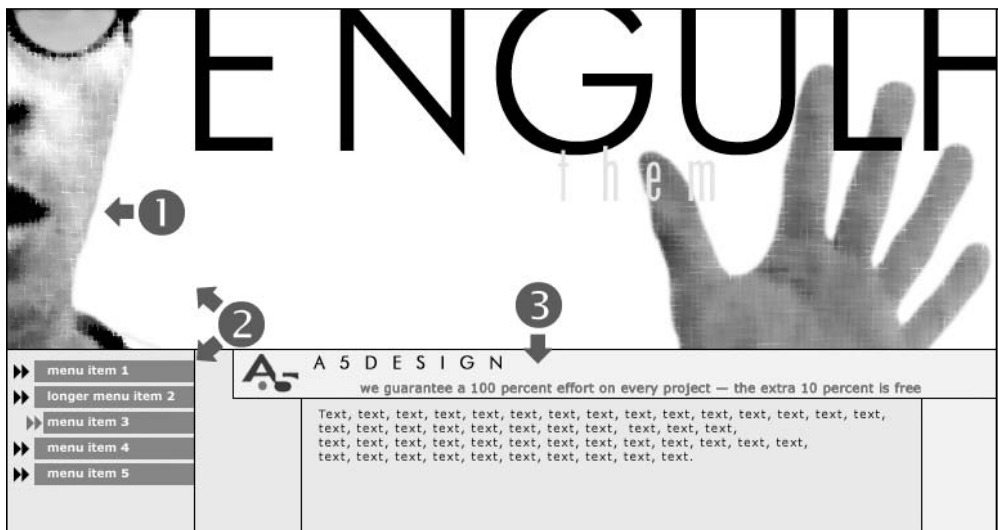 ENGULF
them
1
2
3
menu item 1
longer menu item 2
menu item 3
menu item 4
menu item 5
A5
A5DESIGN
we guarantee a 100 percent effort on every project — the extra 10 percent is free
Text, text, text, text, text, text, text, text, text, text, text, text, text, text, text,
text, text, text, text, text, text, text, text,  text, text, text,
text, text, text, text, text, text, text, text, text, text, text, text, text,
text, text, text, text, text, text, text, text, text, text.